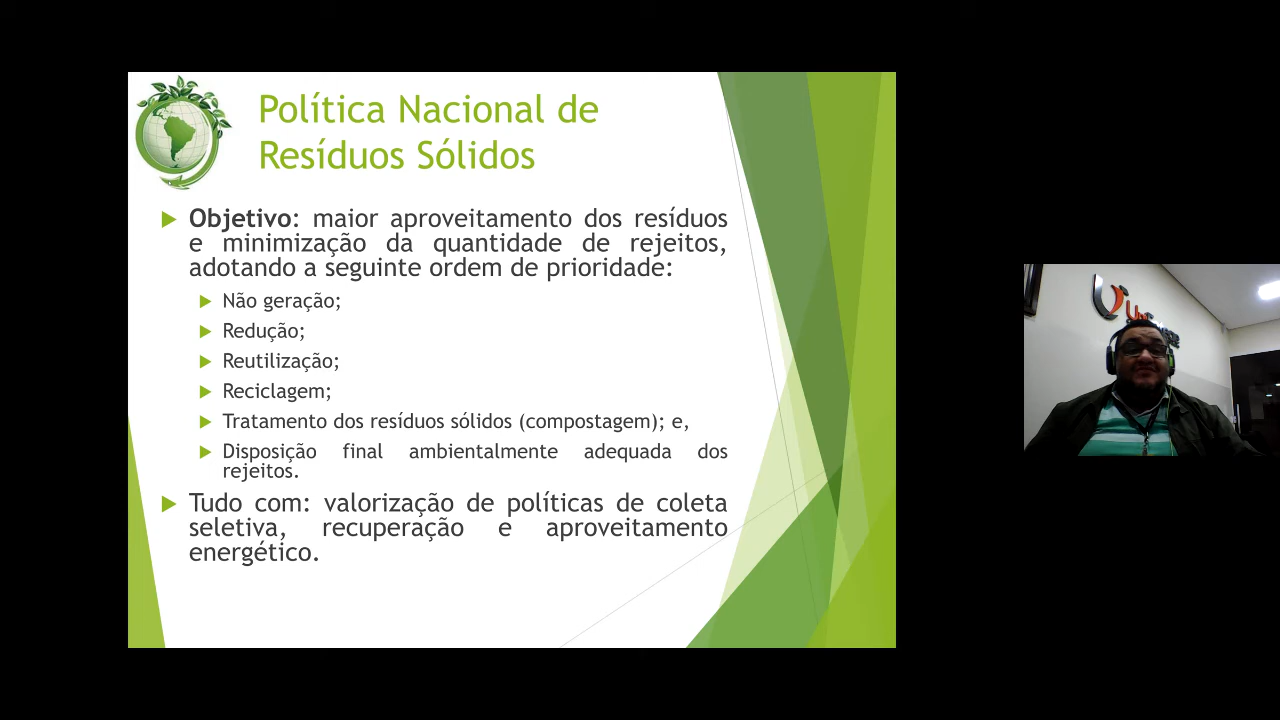 Política Nacional de
Resíduos Sólidos
Objetivo: maior aproveitamento dos resíduos
e minimização da quantidade de rejeitos,
adotando a seguinte ordem de prioridade:
Não geração;
Redução;
Reutilização;
Reciclagem;
Tratamento dos resíduos sólidos (compostagem); e,
Disposição final ambientalmente adequada dos
rejeitos.
Tudo com: valorização de políticas de coleta
seletiva, recuperação e aproveitamento
energético.